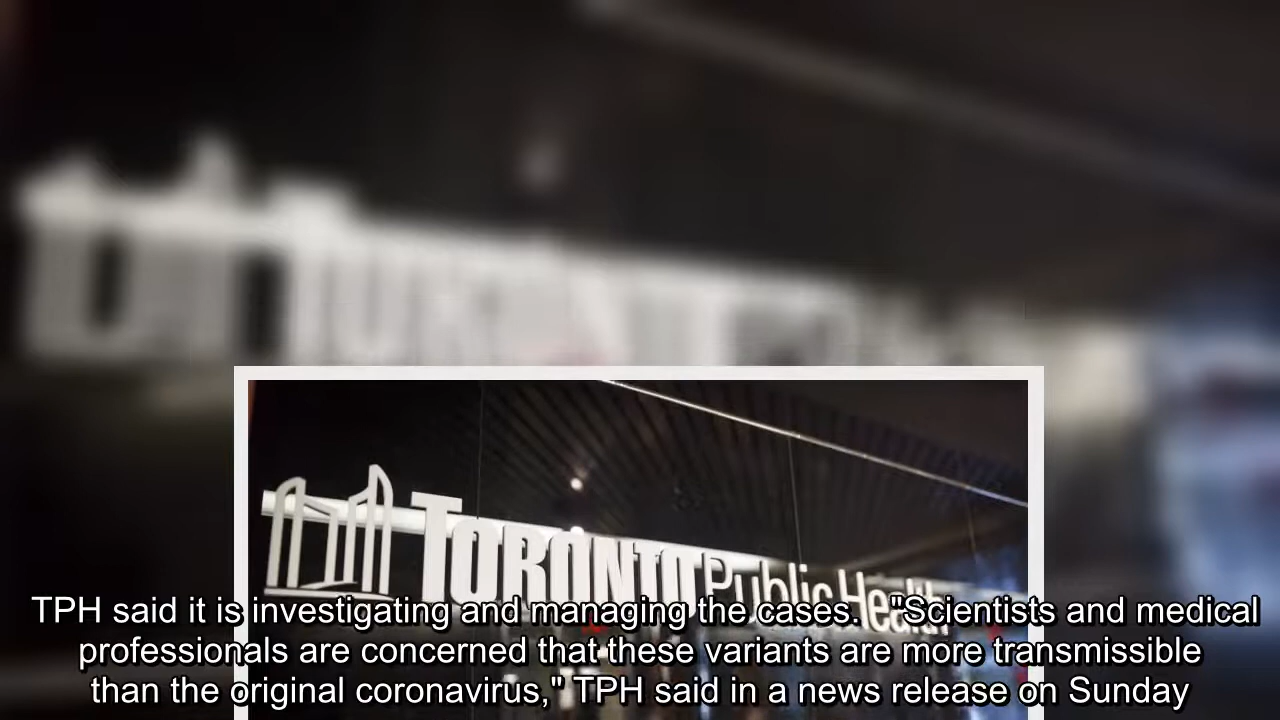 TORONTO Public Health
TPH said it is investigating and managing the cases. "Scientists and medical
professionals are concerned that these variants are more transmissible
than the original coronavirus," TPH said in a news release on Sunday